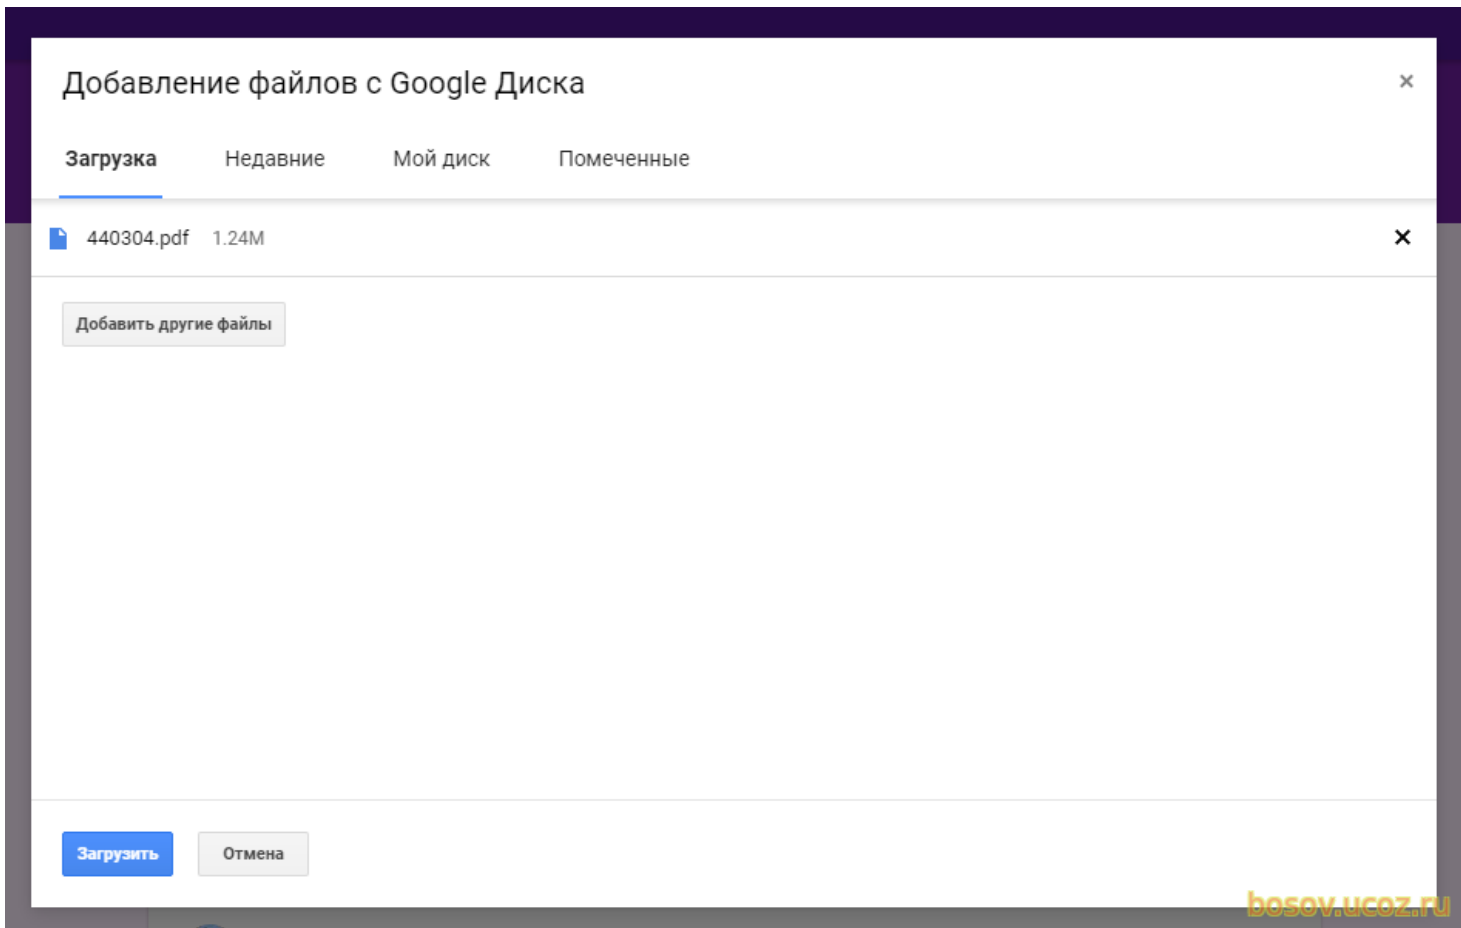 Добавление файлов с Google Диска
×
Загрузка Недавние Мой диск Помеченные
440304.pdf 1.24M
Добавить другие файлы
Загрузить Отмена
bosov.ucoz.ru